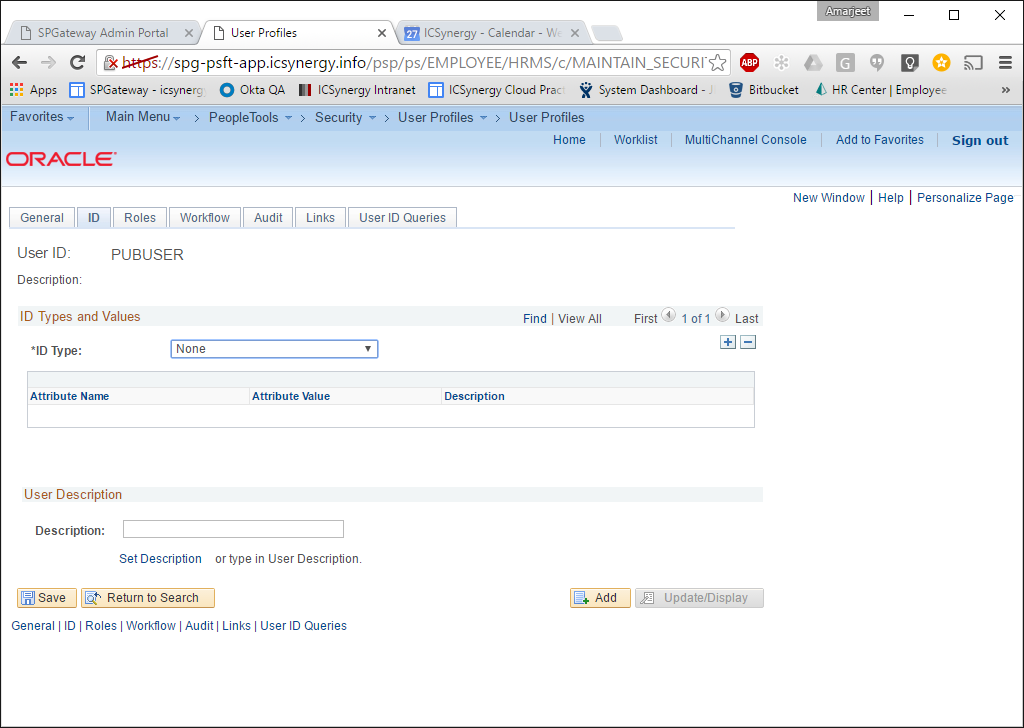 Amarjeet
SPGateway Admin Portal
User Profiles
27 ICSynergy - Calendar - We
https://spg-psft-app.icsynergy.info/psp/ps/EMPLOYEE/HRMS/c/MAINTAIN_SECURIT
ABP
G
Apps
SPGateway - icsynergy
Okta QA
ICSynergy Intranet
ICSynergy Cloud Pract
System Dashboard - J
Bitbucket
HR Center | Employee
»
Favorites
Main Menu > PeopleTools > Security > User Profiles > User Profiles
Home
Worklist
MultiChannel Console
Add to Favorites
Sign out
ORACLE
New Window | Help | Personalize Page
General
ID
Roles
Workflow
Audit
Links
User ID Queries
User ID: PUBUSER
Description:
ID Types and Values
Find | View All
First 1 of 1 Last
*ID Type: None
Attribute Name
Attribute Value
Description
User Description
Description:
Set Description or type in User Description.
Save
Return to Search
Add
Update/Display
General | ID | Roles | Workflow | Audit | Links | User ID Queries